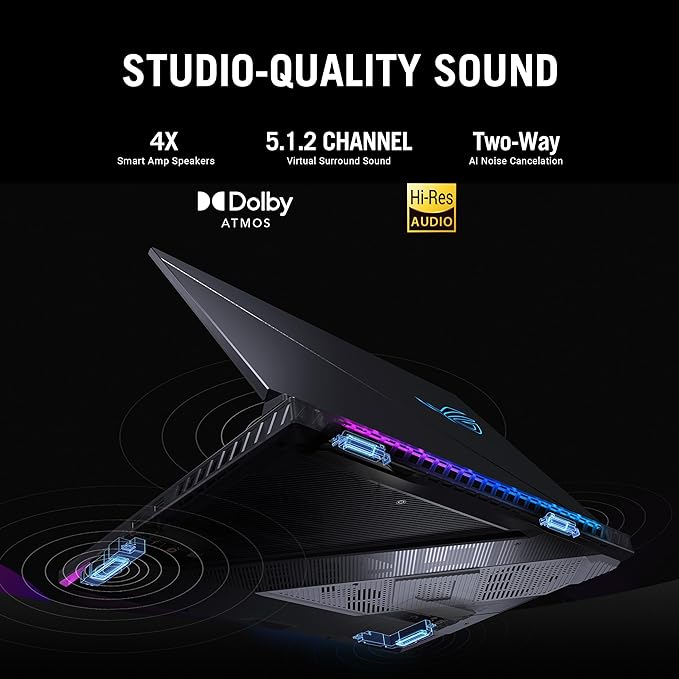 STUDIO-QUALITY SOUND
4X
Smart Amp Speakers
5.1.2 CHANNEL
Virtual Surround Sound
Two-Way
AI Noise Cancelation
Dolby
ATMOS
Hi-Res
AUDIO